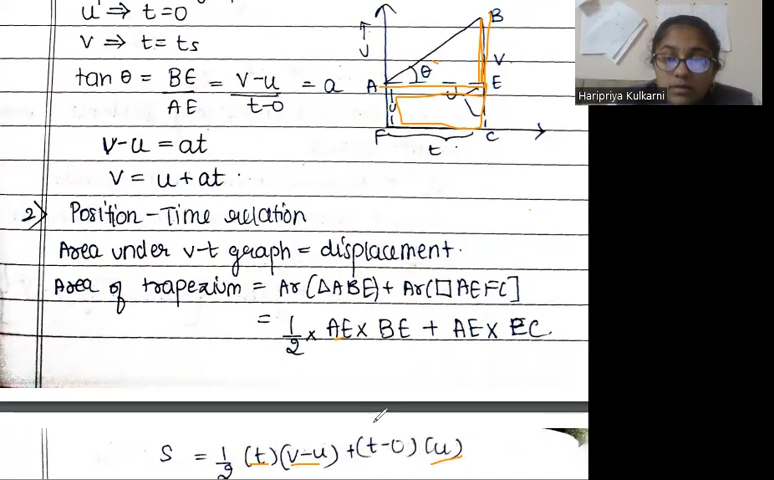 u ⇒ t=0
v ⇒ t= ts
tan θ = BE/AE = v-u/t-0 = a
v-u = at
v = u+at
B
v
θ
A
E
u
F
t
C
Haripriya Kulkarni
2) Position-Time relation
Area under v-t graph = displacement.
Area of trapezium = Ar(△ABE) + Ar(□AEFC]
= 1/2 × AE× BE + AE× EC
S = 1/2 (t)(v-u) +(t-0) (u)